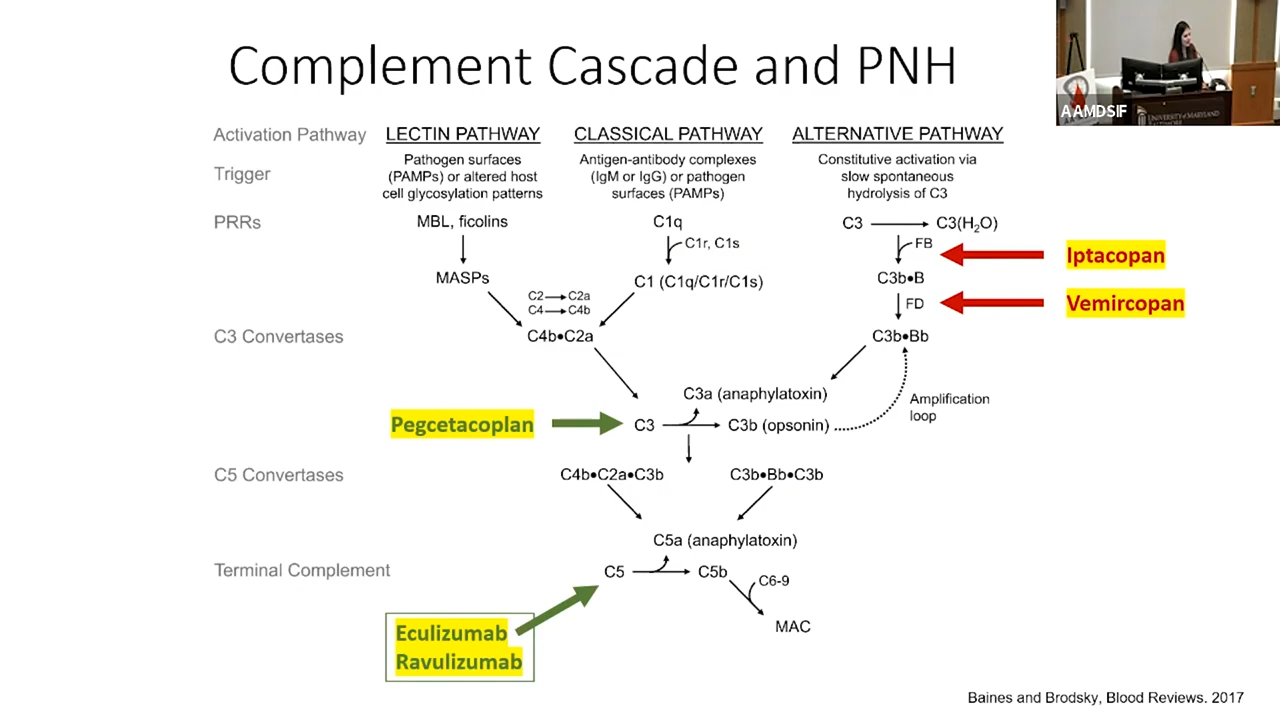 Complement Cascade and PNH
AAMDSIF
UNIVERSITY OF MARYLAND
BALTIMORE
Activation Pathway
LECTIN PATHWAY
CLASSICAL PATHWAY
ALTERNATIVE PATHWAY
Trigger
Pathogen surfaces
(PAMPs) or altered host
cell glycosylation patterns
Antigen-antibody complexes
(IgM or IgG) or pathogen
surfaces (PAMPs)
Constitutive activation via
slow spontaneous
hydrolysis of C3
PRRs
MBL, ficolins
C1q
C3
C3(H₂O)
C1r, C1s
FB
Iptacopan
MASPs
C1 (C1q/C1r/C1s)
C3b•B
C2
C2a
C4
C4b
FD
Vemircopan
C3 Convertases
C4b•C2a
C3b•Bb
C3a (anaphylatoxin)
Amplification
loop
Pegcetacoplan
C3
C3b (opsonin)
C5 Convertases
C4b•C2a•C3b
C3b•Bb•C3b
C5a (anaphylatoxin)
Terminal Complement
C5
C5b
C6-9
MAC
Eculizumab
Ravulizumab
Baines and Brodsky, Blood Reviews. 2017